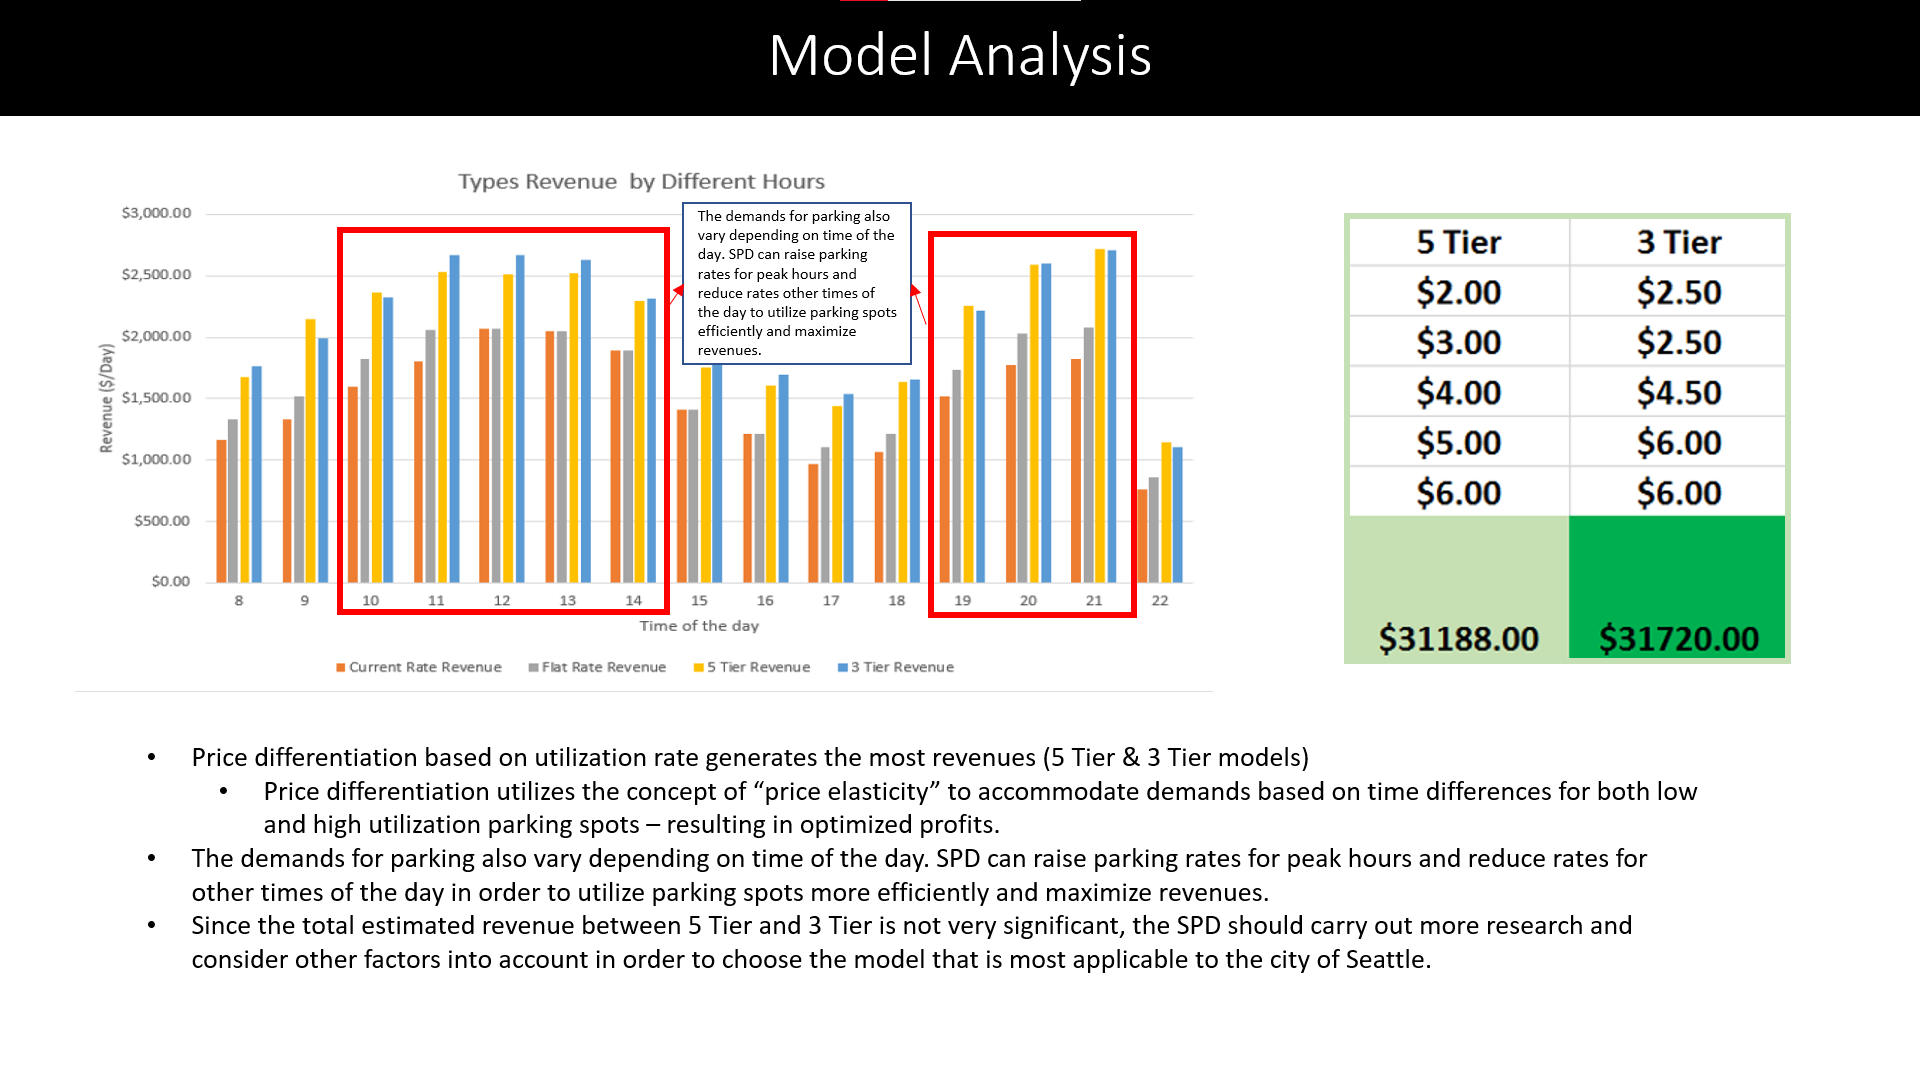 Model Analysis
Types Revenue by Different Hours
$3,000.00
$2,500.00
$2,000.00
$1,500.00
$1,000.00
$500.00
$0.00
Revenue ($/Day)
The demands for parking also
vary depending on time of the
day. SPD can raise parking
rates for peak hours and
reduce rates other times of
the day to utilize parking spots
efficiently and maximize
revenues.
8 9 10 11 12 13 14 15 16 17 18 19 20 21 22
Time of the day
Current Rate Revenue Flat Rate Revenue 5 Tier Revenue 3 Tier Revenue
5 Tier 3 Tier
$2.00 $2.50
$3.00 $2.50
$4.00 $4.50
$5.00 $6.00
$6.00 $6.00
$31188.00 $31720.00
• Price differentiation based on utilization rate generates the most revenues (5 Tier & 3 Tier models)
• Price differentiation utilizes the concept of “price elasticity” to accommodate demands based on time differences for both low
and high utilization parking spots – resulting in optimized profits.
• The demands for parking also vary depending on time of the day. SPD can raise parking rates for peak hours and reduce rates for
other times of the day in order to utilize parking spots more efficiently and maximize revenues.
• Since the total estimated revenue between 5 Tier and 3 Tier is not very significant, the SPD should carry out more research and
consider other factors into account in order to choose the model that is most applicable to the city of Seattle.